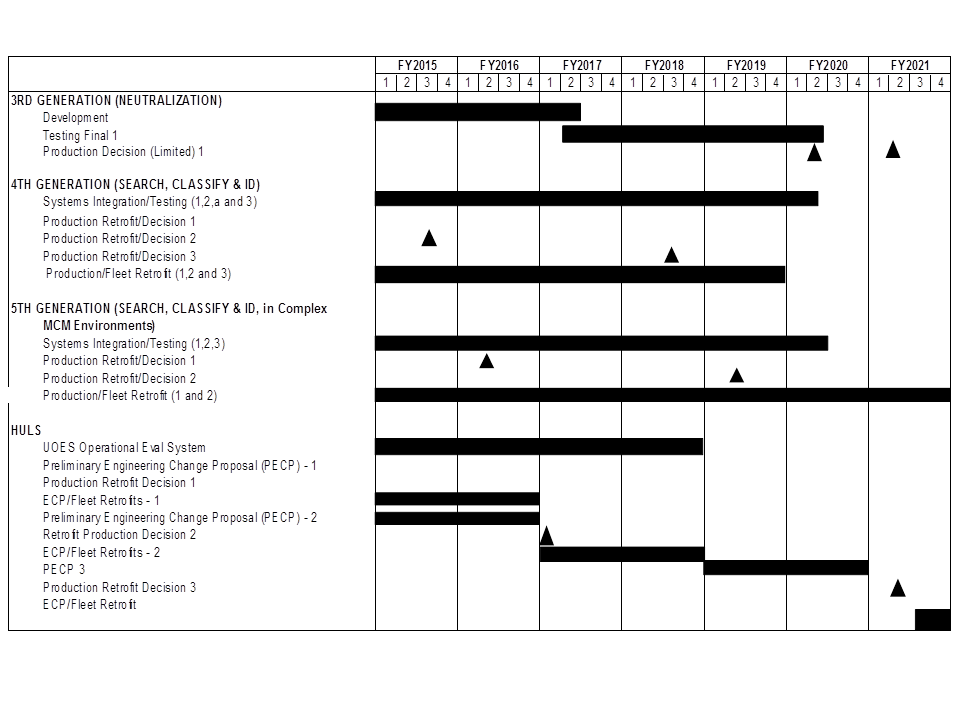 FY2015 FY2016 FY2017 FY2018 FY2019 FY2020 FY2021
1 2 3 4 1 2 3 4 1 2 3 4 1 2 3 4 1 2 3 4 1 2 3 4 1 2 3 4
3RD GENERATION (NEUTRALIZATION)
Development
Testing Final 1
Production Decision (Limited) 1
4TH GENERATION (SEARCH, CLASSIFY & ID)
Systems Integration/Testing (1,2,a and 3)
Production Retrofit/Decision 1
Production Retrofit/Decision 2
Production Retrofit/Decision 3
Production/Fleet Retrofit (1,2 and 3)
5TH GENERATION (SEARCH, CLASSIFY & ID, in Complex
MCM Environments)
Systems Integration/Testing (1,2,3)
Production Retrofit/Decision 1
Production Retrofit/Decision 2
Production/Fleet Retrofit (1 and 2)
HULS
UOES Operational Eval System
Preliminary Engineering Change Proposal (PECP) - 1
Production Retrofit Decision 1
ECP/Fleet Retrofits - 1
Preliminary Engineering Change Proposal (PECP) - 2
Retrofit Production Decision 2
ECP/Fleet Retrofits - 2
PECP 3
Production Retrofit Decision 3
ECP/Fleet Retrofit